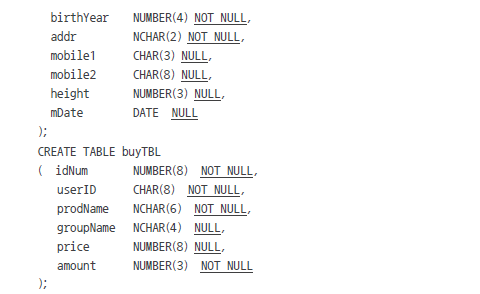 birthYear NUMBER(4) NOT NULL,
addr NCHAR(2) NOT NULL,
mobile1 CHAR(3) NULL,
mobile2 CHAR(8) NULL,
height NUMBER(3) NULL,
mDate DATE NULL
);
CREATE TABLE buyTBL
( idNum NUMBER(8) NOT NULL,
userID CHAR(8) NOT NULL,
prodName NCHAR(6) NOT NULL,
groupName NCHAR(4) NULL,
price NUMBER(8) NULL,
amount NUMBER(3) NOT NULL
);